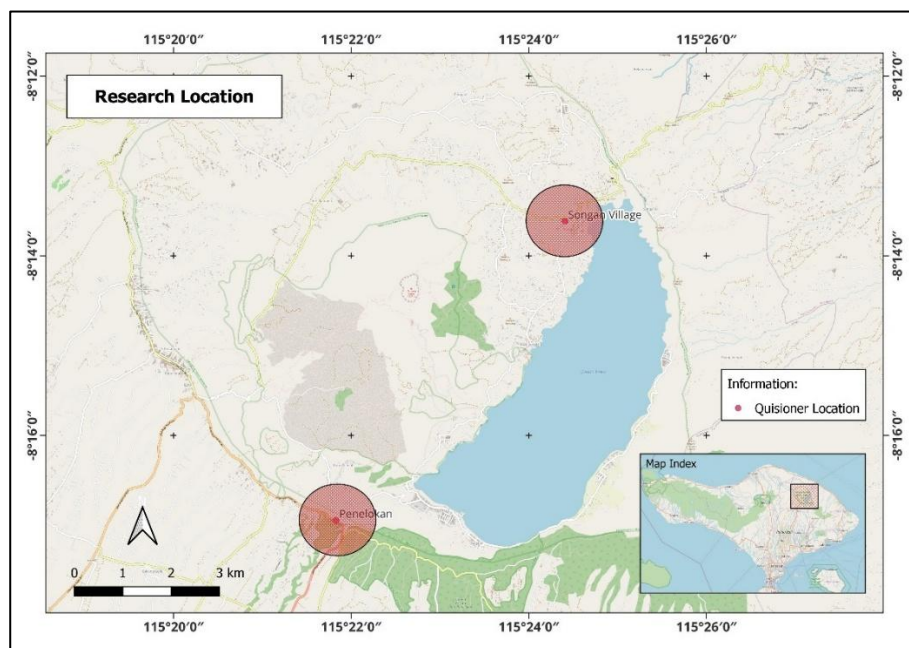 115°20′0″ 115°22′0″ 115°24′0″ 115°26′0″
-8°12′0″ -8°12′0″
Research Location
Songan Village
-8°14′0″ -8°14′0″
Information:
Quisioner Location
-8°16′0″ -8°16′0″
Map Index
Penelokan
0 1 2 3 km
115°20′0″ 115°22′0″ 115°24′0″ 115°26′0″